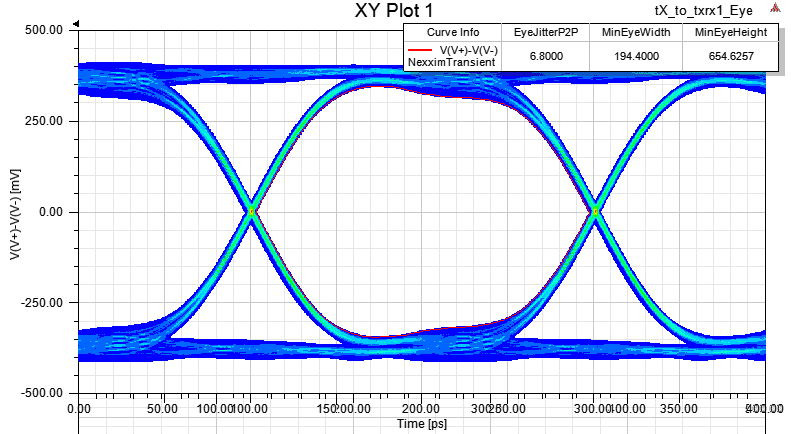 XY Plot 1
tX_to_txrx1_Eye
Curve Info EyeJitterP2P MinEyeWidth MinEyeHeight
V(V+)-V(V-)
NexximTransient
6.8000 194.4000 654.6257
500.00
250.00
0.00
-250.00
-500.00
V(V+)-V(V-) [mV]
0.00 50.00 100.00 200.00 300.00 350.00
Time [ps]